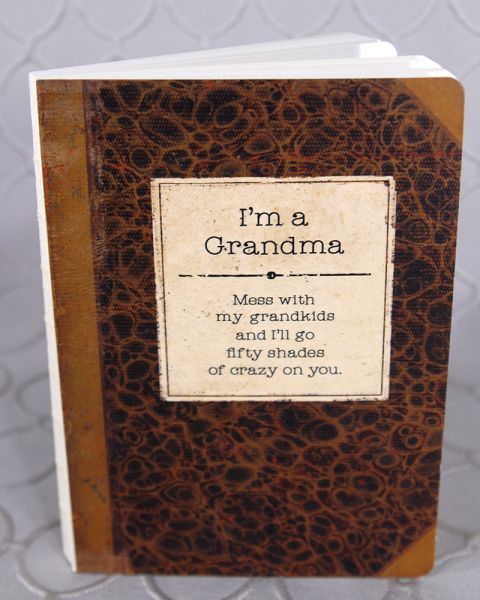 I'm a
Grandma
Mess with
my grandkids
and I'll go
fifty shades
of crazy on you.